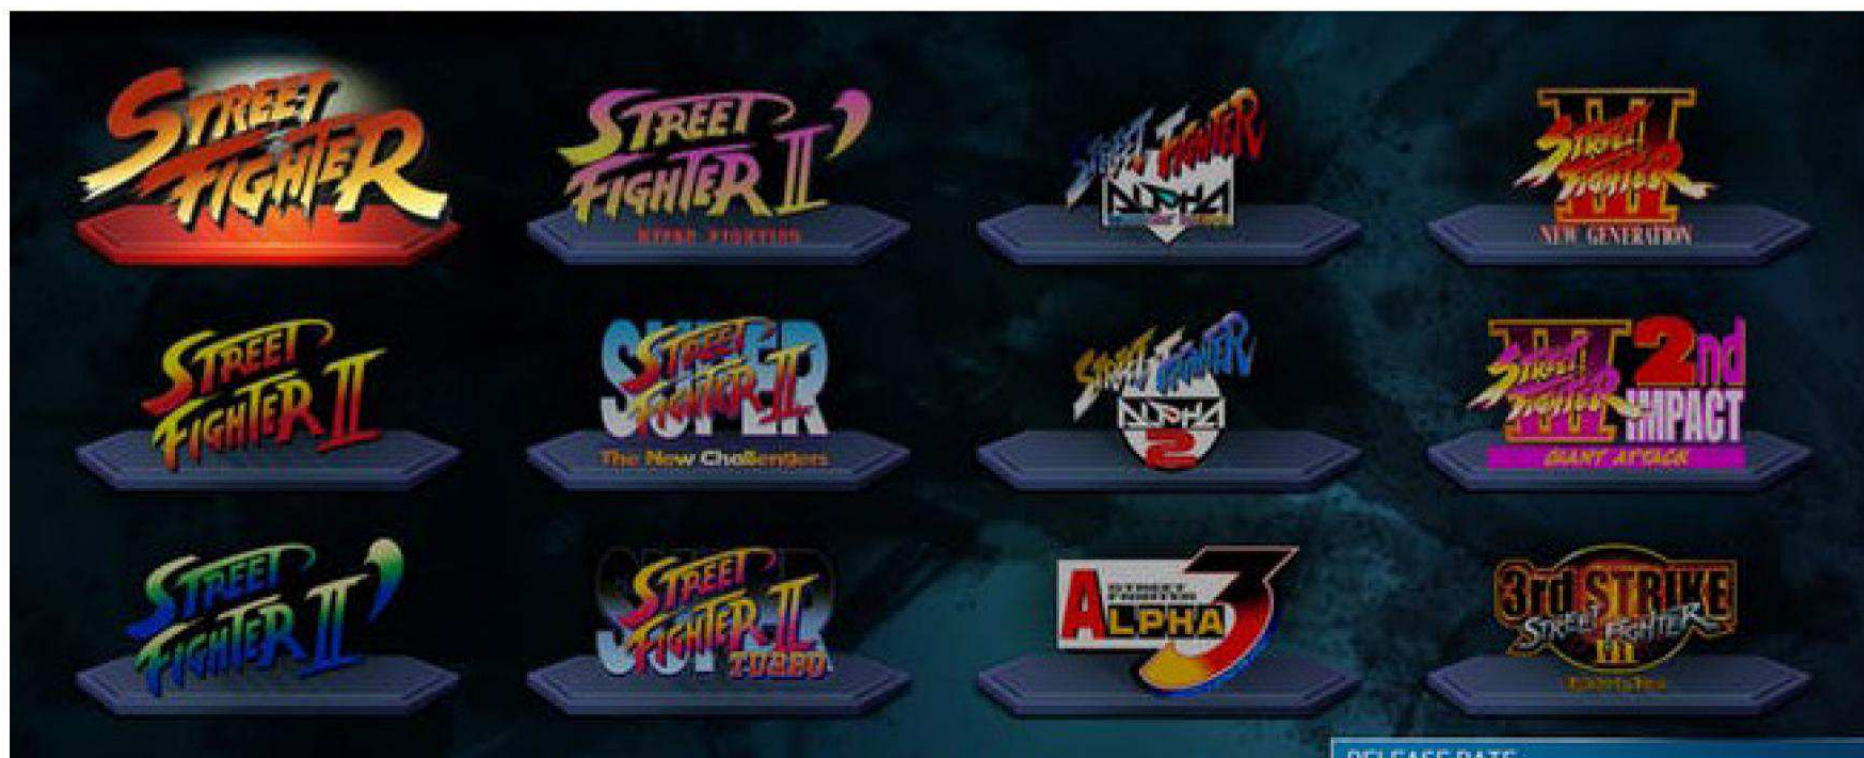 STREET
FIGHTER
STREET
FIGHTER II'
HYPER FIGHTING
STREET FIGHTER
ALPHA
III
STREET
FIGHTER
NEW GENERATION
STREET
FIGHTER II
SUPER
STREET
FIGHTER II
The New Challengers
STREET FIGHTER
ALPHA
2
III
STREET
FIGHTER
2nd
IMPACT
GIANT ATTACK
STREET
FIGHTER II'
SUPER
STREET
FIGHTER II
TURBO
STREET
FIGHTER
ALPHA
3
3rd STRIKE
STREET FIGHTER
III